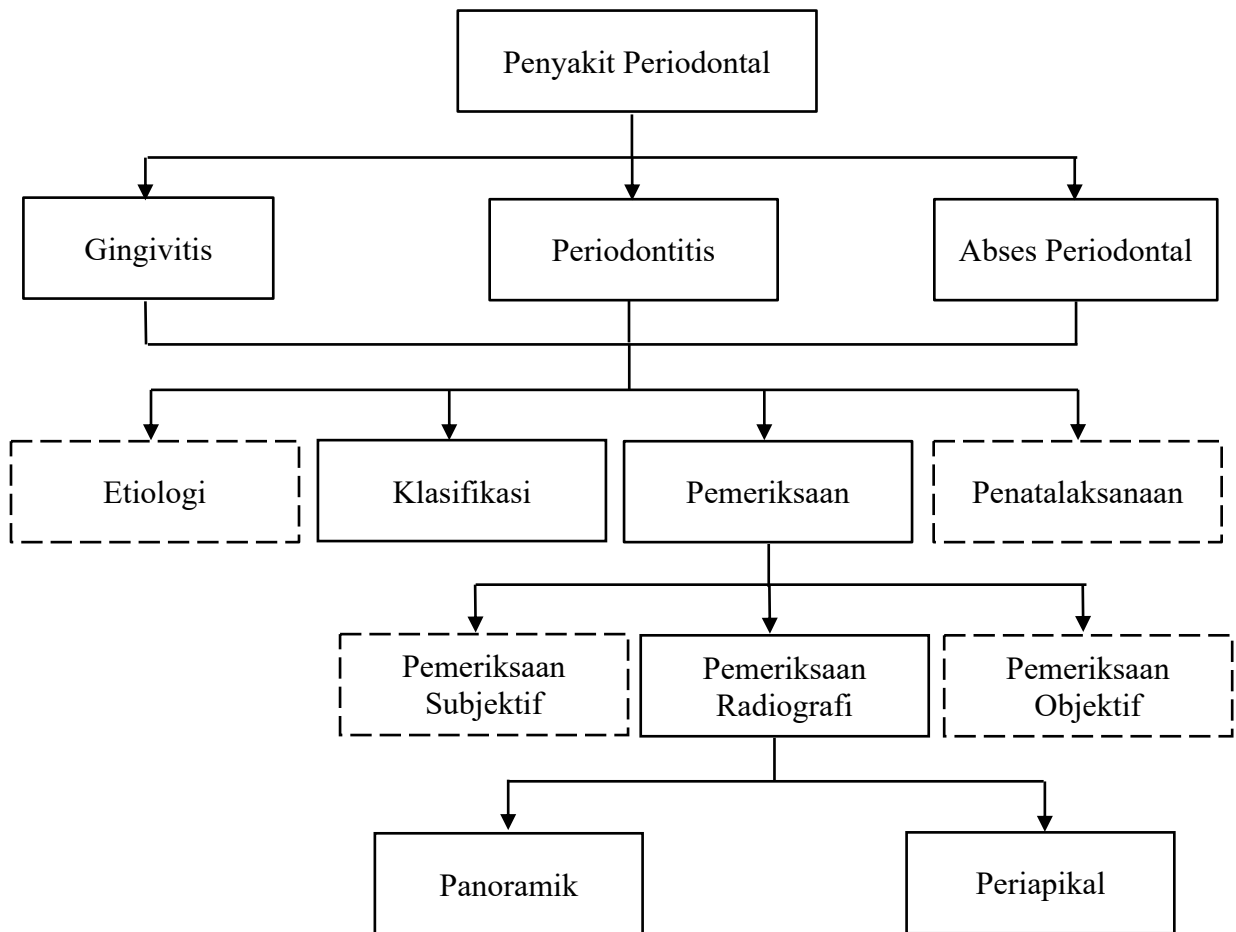 Penyakit Periodontal
Gingivitis
Periodontitis
Abses Periodontal
Etiologi
Klasifikasi
Pemeriksaan
Penatalaksanaan
Pemeriksaan
Subjektif
Pemeriksaan
Radiografi
Pemeriksaan
Objektif
Panoramik
Periapikal